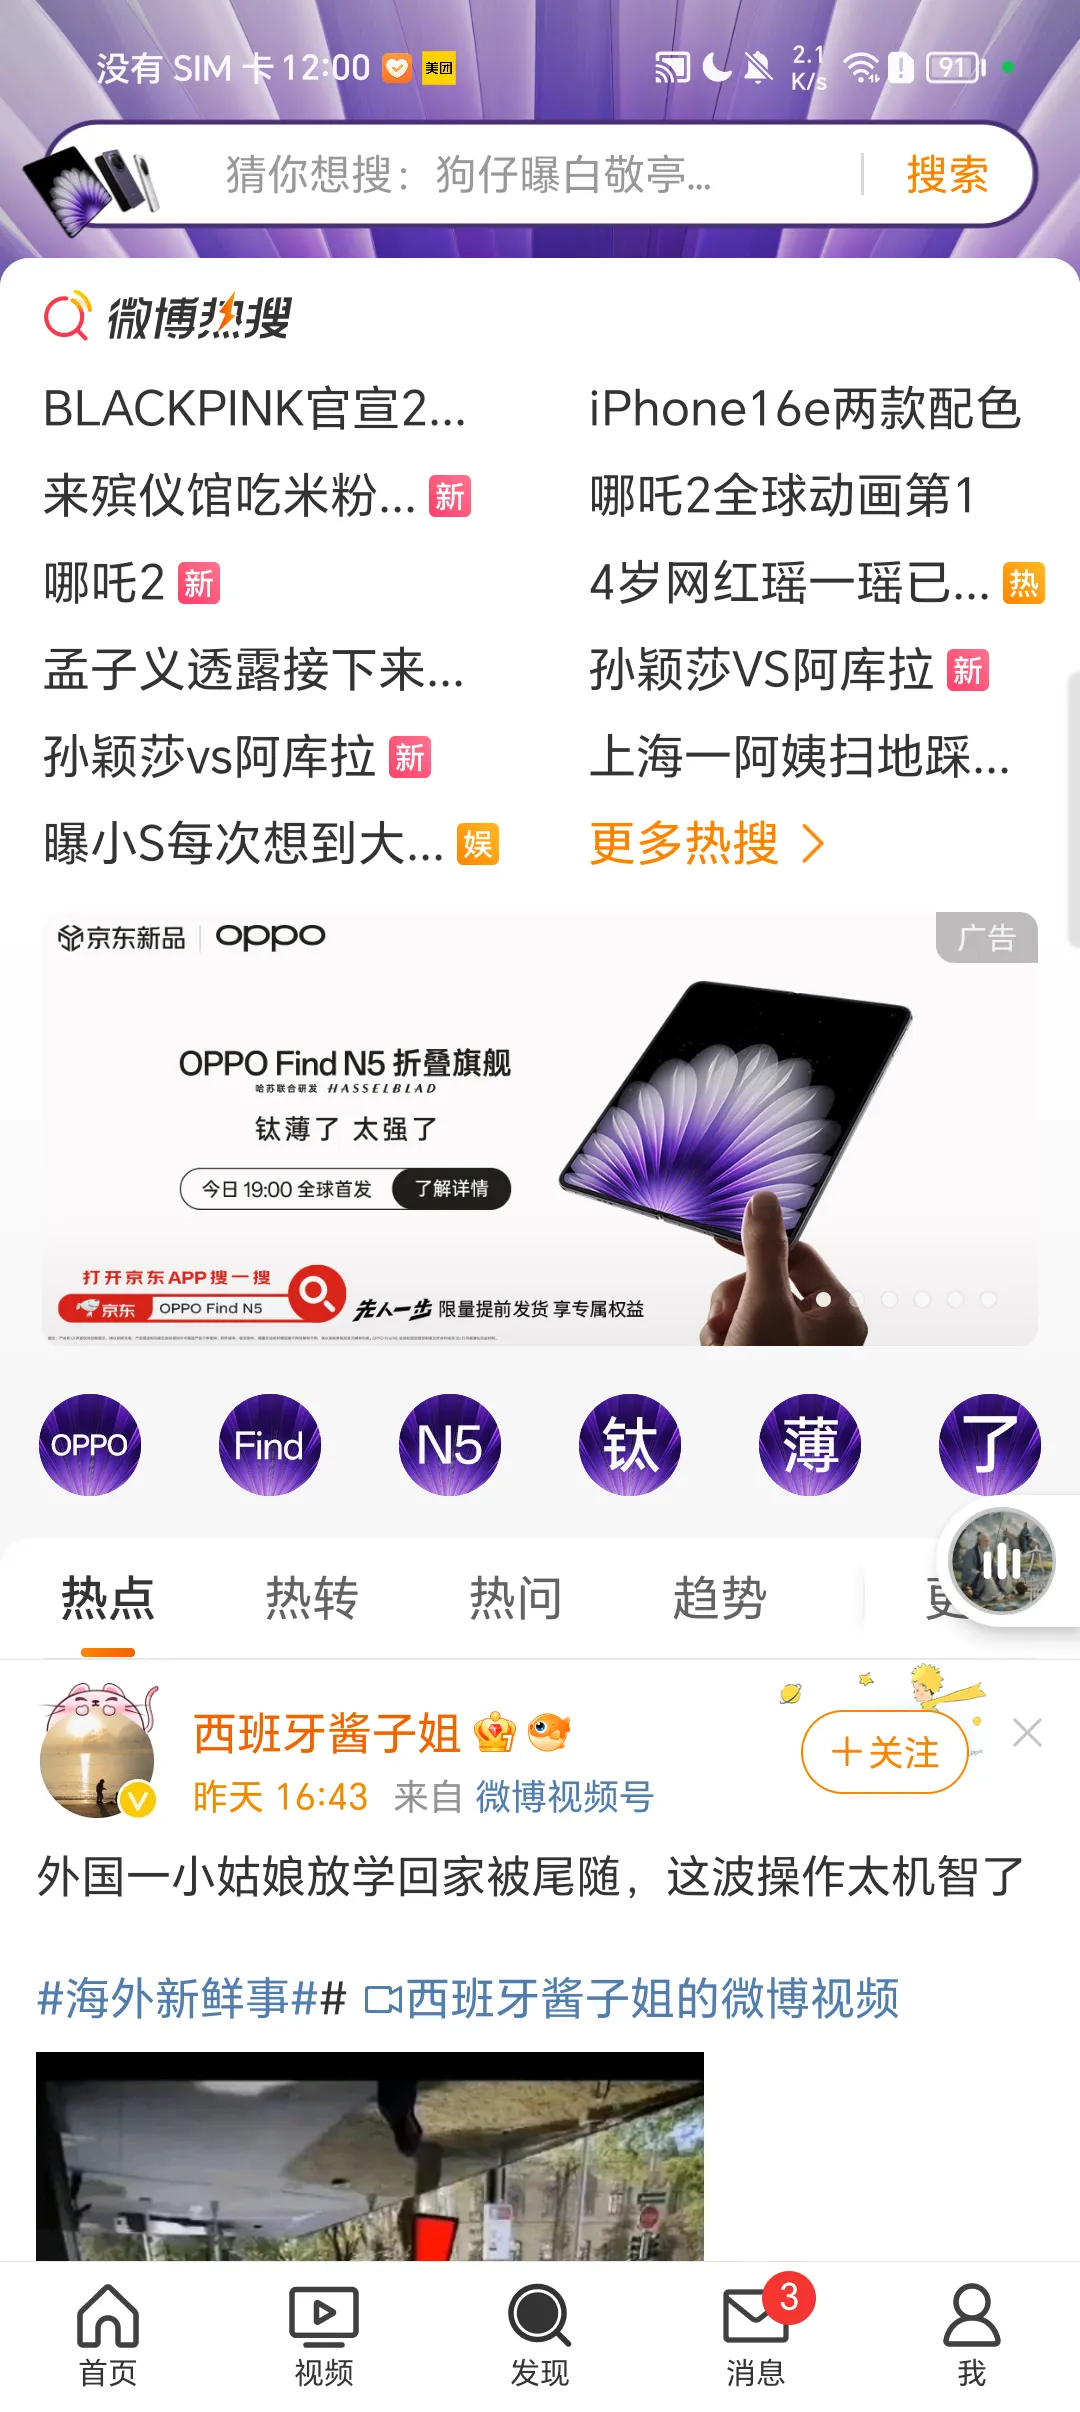 没有 SIM 卡 12:00 美团 2.1 K/s 91
猜你想搜：狗仔曝白敬亭... 搜索
微博热搜
BLACKPINK官宣2... iPhone16e两款配色
来殡仪馆吃米粉... 新 哪吒2全球动画第1
哪吒2 新 4岁网红瑶一瑶已... 热
孟子义透露接下来... 孙颖莎VS阿库拉 新
孙颖莎vs阿库拉 新 上海一阿姨扫地踩...
曝小S每次想到大... 娱 更多热搜
京东新品 oppo 广告
OPPO Find N5 折叠旗舰
哈苏联合研发 HASSELBLAD
钛薄了 太强了
今日 19:00 全球首发 了解详情
打开京东APP搜一搜
京东 OPPO Find N5 先人一步 限量提前发货 享专属权益
OPPO Find N5 钛 薄 了
热点 热转 热问 趋势
西班牙酱子姐
+关注
昨天 16:43 来自 微博视频号
外国一小姑娘放学回家被尾随，这波操作太机智了
#海外新鲜事## 西班牙酱子姐的微博视频
3
首页 视频 发现 消息 我